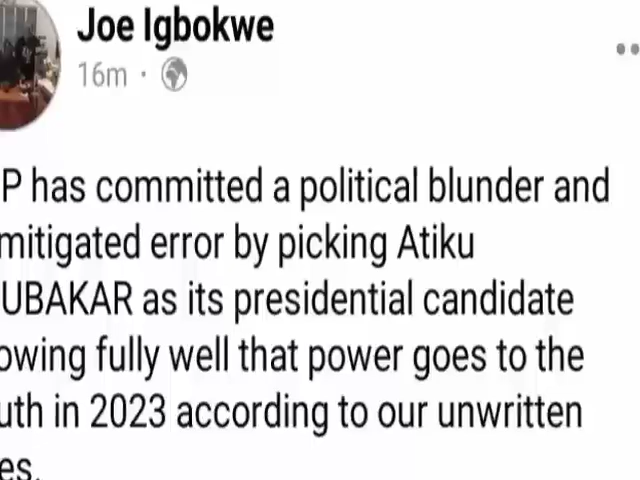 Joe Igbokwe
16m ·
P has committed a political blunder and
mitigated error by picking Atiku
UBAKAR as its presidential candidate
owing fully well that power goes to the
uth in 2023 according to our unwritten
es.